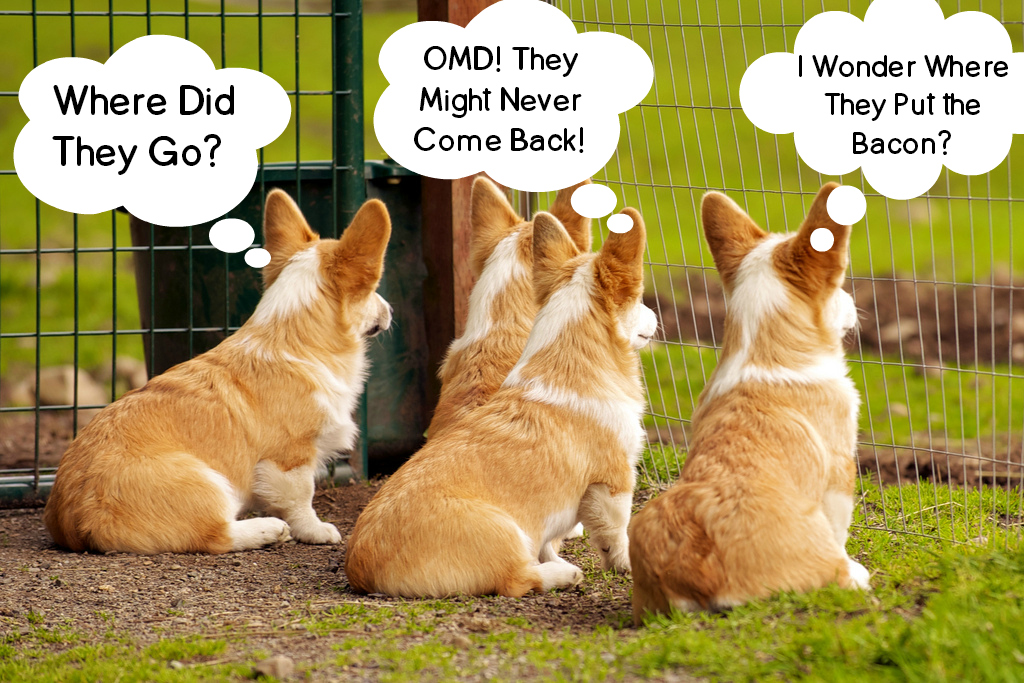 Where Did
They Go?
OMD! They
Might Never
Come Back!
I Wonder Where
They Put the
Bacon?